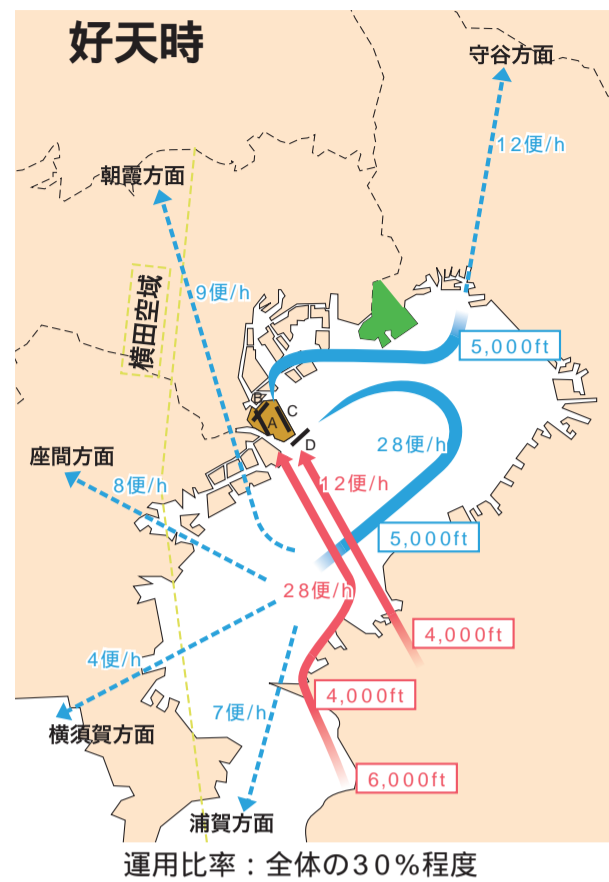 好天時
守谷方面
12便/h
朝霞方面
9便/h
横田空域
5,000ft
B
C
A
D
28便/h
座間方面
8便/h
12便/h
5,000ft
28便/h
4,000ft
4便/h
4,000ft
7便/h
横須賀方面
6,000ft
浦賀方面
運用比率：全体の30%程度